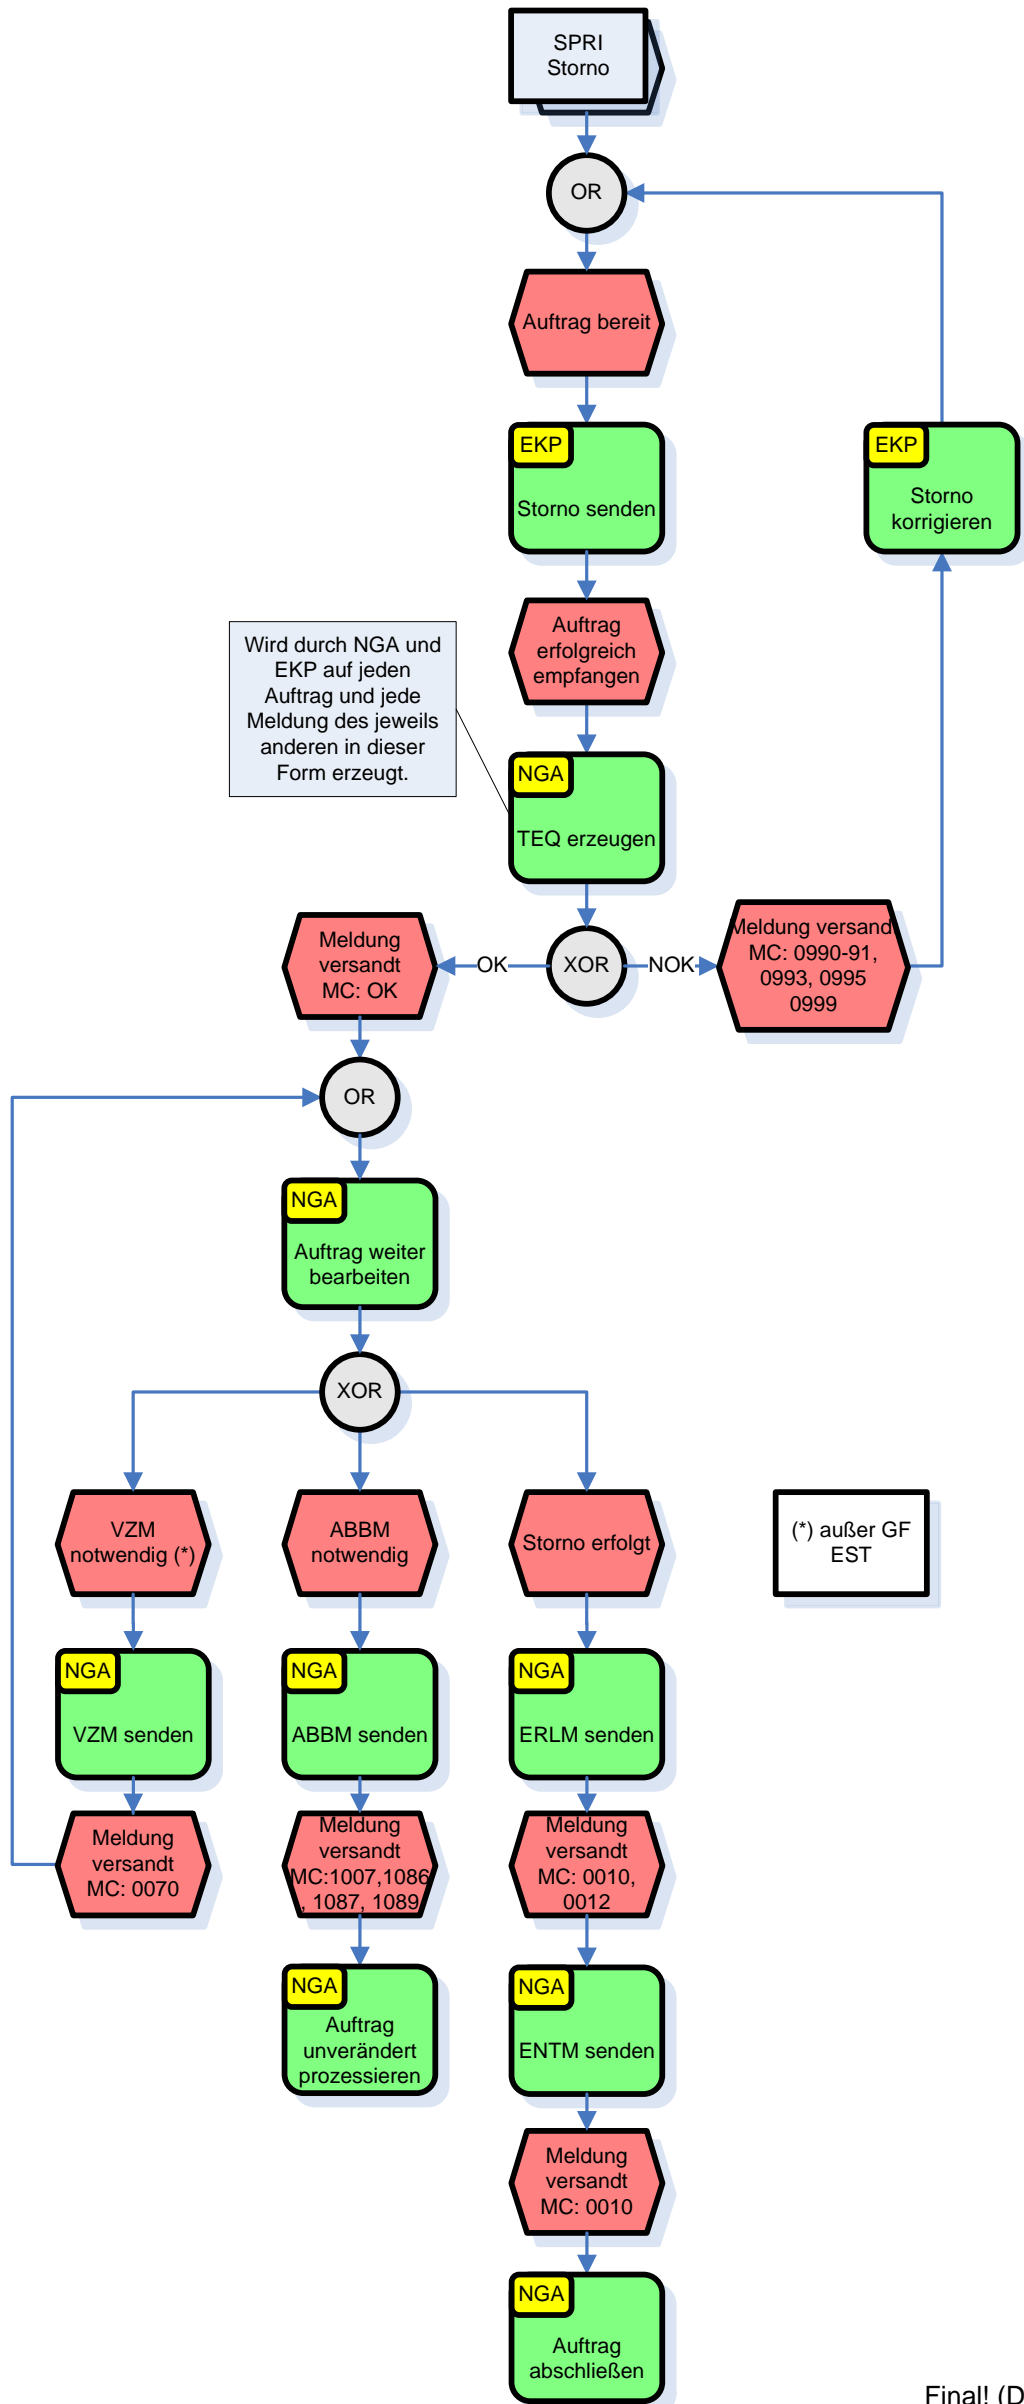 SPRI
Storno
OR
Auftrag bereit
EKP
Storno senden
EKP
Storno
korrigieren
Auftrag
erfolgreich
empfangen
Wird durch NGA und
EKP auf jeden
Auftrag und jede
Meldung des jeweils
anderen in dieser
Form erzeugt.
NGA
TEQ erzeugen
Meldung
versandt
MC: OK
OK
XOR
NOK
Meldung versandt
MC: 0990-91,
0993, 0995
0999
OR
NGA
Auftrag weiter
bearbeiten
XOR
VZM
notwendig (*)
ABBM
notwendig
Storno erfolgt
(*) außer GF
EST
NGA
VZM senden
NGA
ABBM senden
NGA
ERLM senden
Meldung
versandt
MC: 0070
Meldung
versandt
MC:1007,1086
, 1087, 1089
Meldung
versandt
MC: 0010,
0012
NGA
Auftrag
unverändert
prozessieren
NGA
ENTM senden
Meldung
versandt
MC: 0010
NGA
Auftrag
abschließen
Final! (D